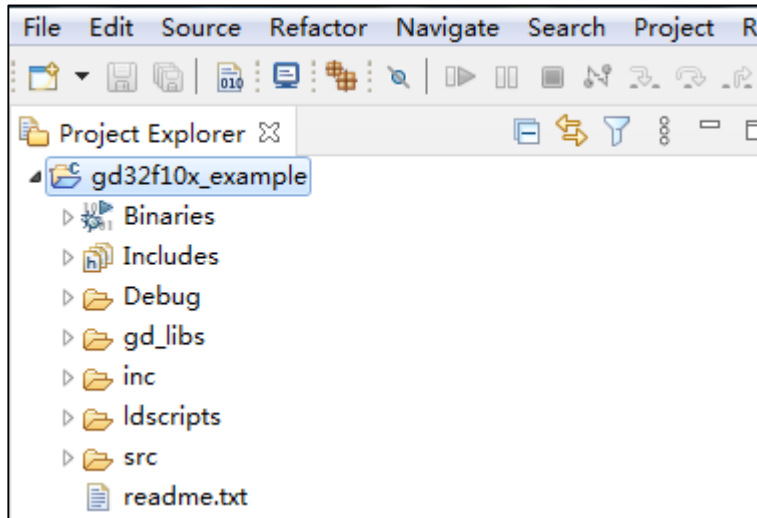 File Edit Source Refactor Navigate Search Project R
010
Project Explorer
gd32f10x_example
Binaries
Includes
Debug
gd_libs
inc
ldscripts
src
readme.txt